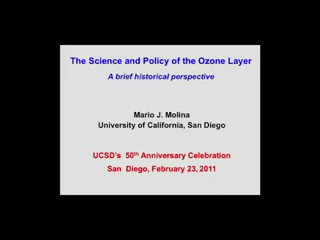 The Science and Policy of the Ozone Layer
A brief historical perspective
Mario J. Molina
University of California, San Diego
UCSD's 50th Anniversary Celebration
San Diego, February 23, 2011